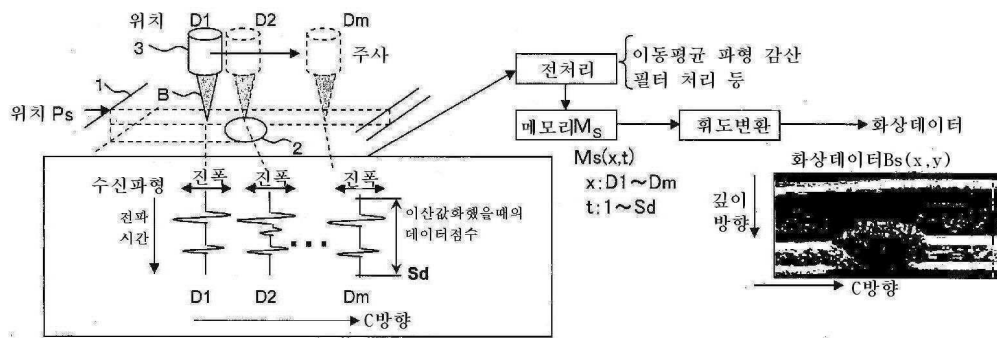 위치
D1
D2
Dm
3
주사
1
B
위치 Ps
2
전처리
이동평균 파형 감산
필터 처리 등
메모리MS
휘도변환
화상데이터
Ms(x,t)
x:D1~Dm
t:1~Sd
화상데이터Bs(x,y)
깊이
방향
C방향
수신파형
진폭
진폭
진폭
전파
시간
이산값화했을때의
데이터점수
Sd
D1
D2
Dm
C방향